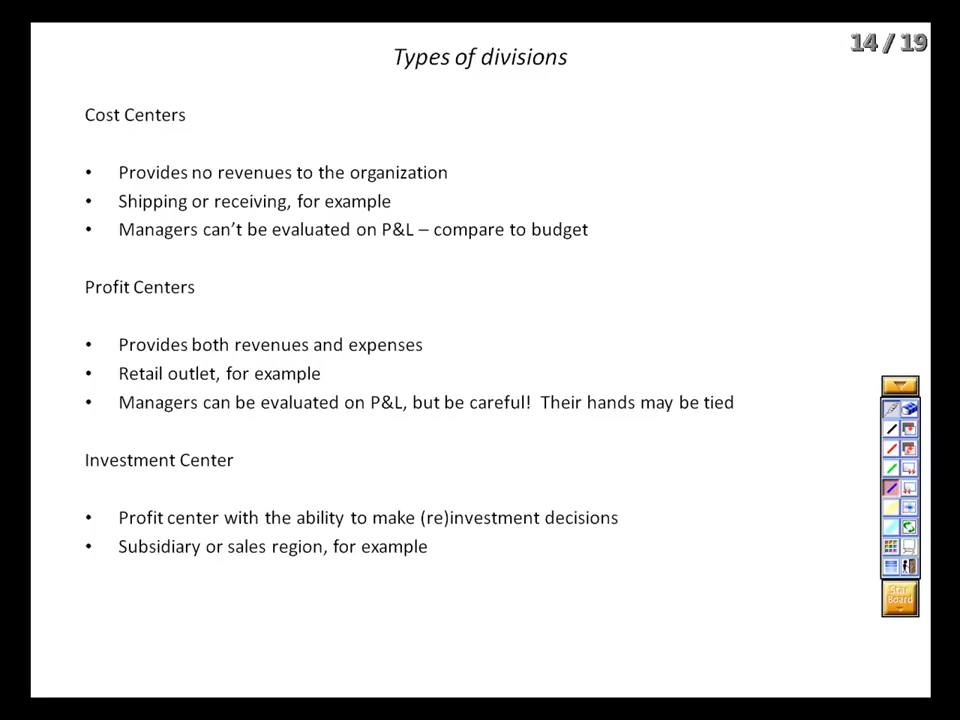 14 / 19
Types of divisions
Cost Centers
• Provides no revenues to the organization
• Shipping or receiving, for example
• Managers can't be evaluated on P&L – compare to budget
Profit Centers
• Provides both revenues and expenses
• Retail outlet, for example
• Managers can be evaluated on P&L, but be careful! Their hands may be tied
Investment Center
• Profit center with the ability to make (re)investment decisions
• Subsidiary or sales region, for example
Star
Board